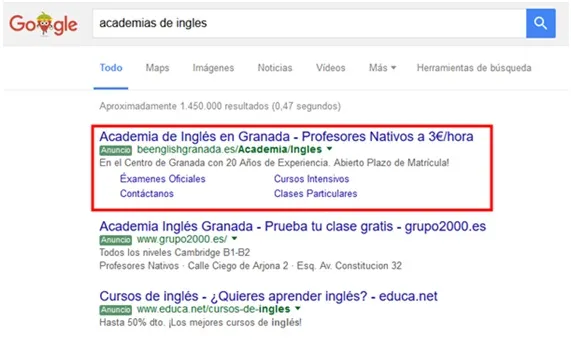 Google
academias de ingles
Todo Maps Imágenes Noticias Vídeos Más Herramientas de búsqueda
Aproximadamente 1.450.000 resultados (0,47 segundos)
Academia de Inglés en Granada - Profesores Nativos a 3€/hora
Anuncio beenglishgranada.es/Academia/Ingles
En el Centro de Granada con 20 Años de Experiencia. Abierto Plazo de Matrícula!
Éxamenes Oficiales Cursos Intensivos
Contáctanos Clases Particulares
Academia Inglés Granada - Prueba tu clase gratis - grupo2000.es
Anuncio www.grupo2000.es/
Todos los niveles Cambridge B1-B2
Profesores Nativos · Calle Ciego de Arjona 2 · Esq. Av. Constitucion 32
Cursos de inglés - ¿Quieres aprender inglés? - educa.net
Anuncio www.educa.net/cursos-de-ingles
Hasta 50% dto. ¡Los mejores cursos de inglés!